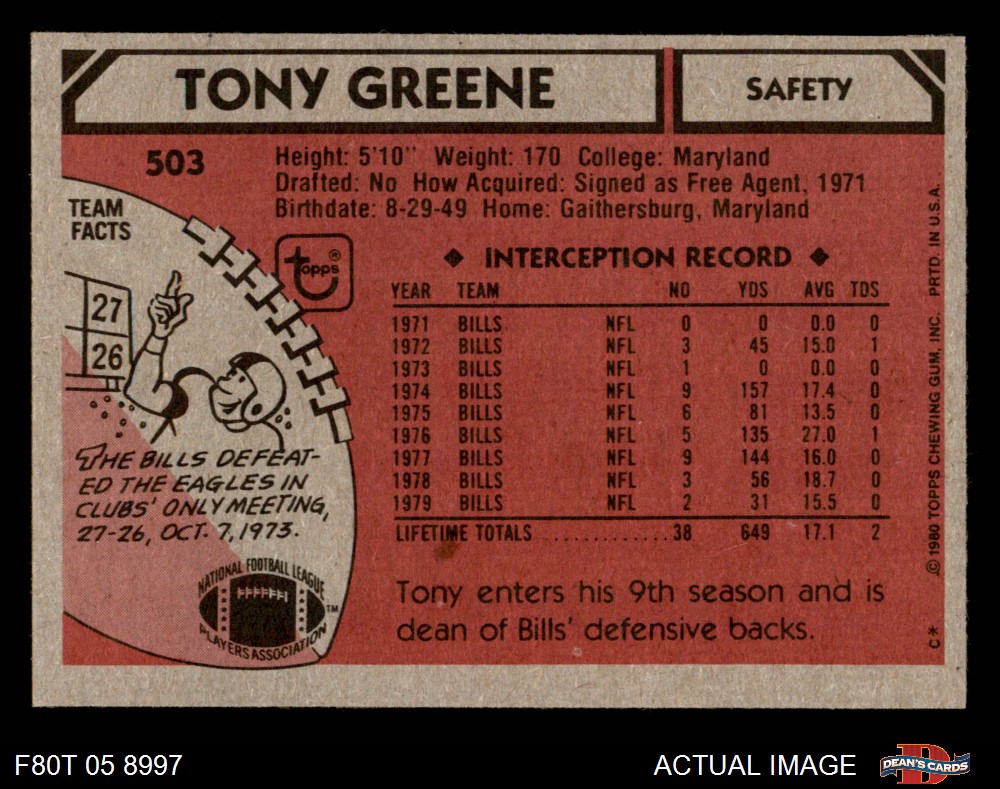 TONY GREENE
SAFETY
503
Height: 5'10" Weight: 170 College: Maryland
Drafted: No How Acquired: Signed as Free Agent, 1971
Birthdate: 8-29-49 Home: Gaithersburg, Maryland
TEAM
FACTS
27
26
THE BILLS DEFEAT-
ED THE EAGLES IN
CLUBS' ONLY MEETING,
27-26, OCT. 7, 1973.
NATIONAL FOOTBALL LEAGUE
PLAYERS ASSOCIATION
TM
topps®
◆ INTERCEPTION RECORD ◆
YEAR TEAM NO YDS AVG TDS
1971 BILLS NFL 0 0 0.0 0
1972 BILLS NFL 3 45 15.0 1
1973 BILLS NFL 1 0 0.0 0
1974 BILLS NFL 9 157 17.4 0
1975 BILLS NFL 6 81 13.5 0
1976 BILLS NFL 5 135 27.0 1
1977 BILLS NFL 9 144 16.0 0
1978 BILLS NFL 3 56 18.7 0
1979 BILLS NFL 2 31 15.5 0
LIFETIME TOTALS ............. 38 649 17.1 2
Tony enters his 9th season and is
dean of Bills' defensive backs.
© 1980 TOPPS CHEWING GUM, INC. PRTD. IN U.S.A.
C*
F80T 05 8997
ACTUAL IMAGE
D
DEAN'S CARDS